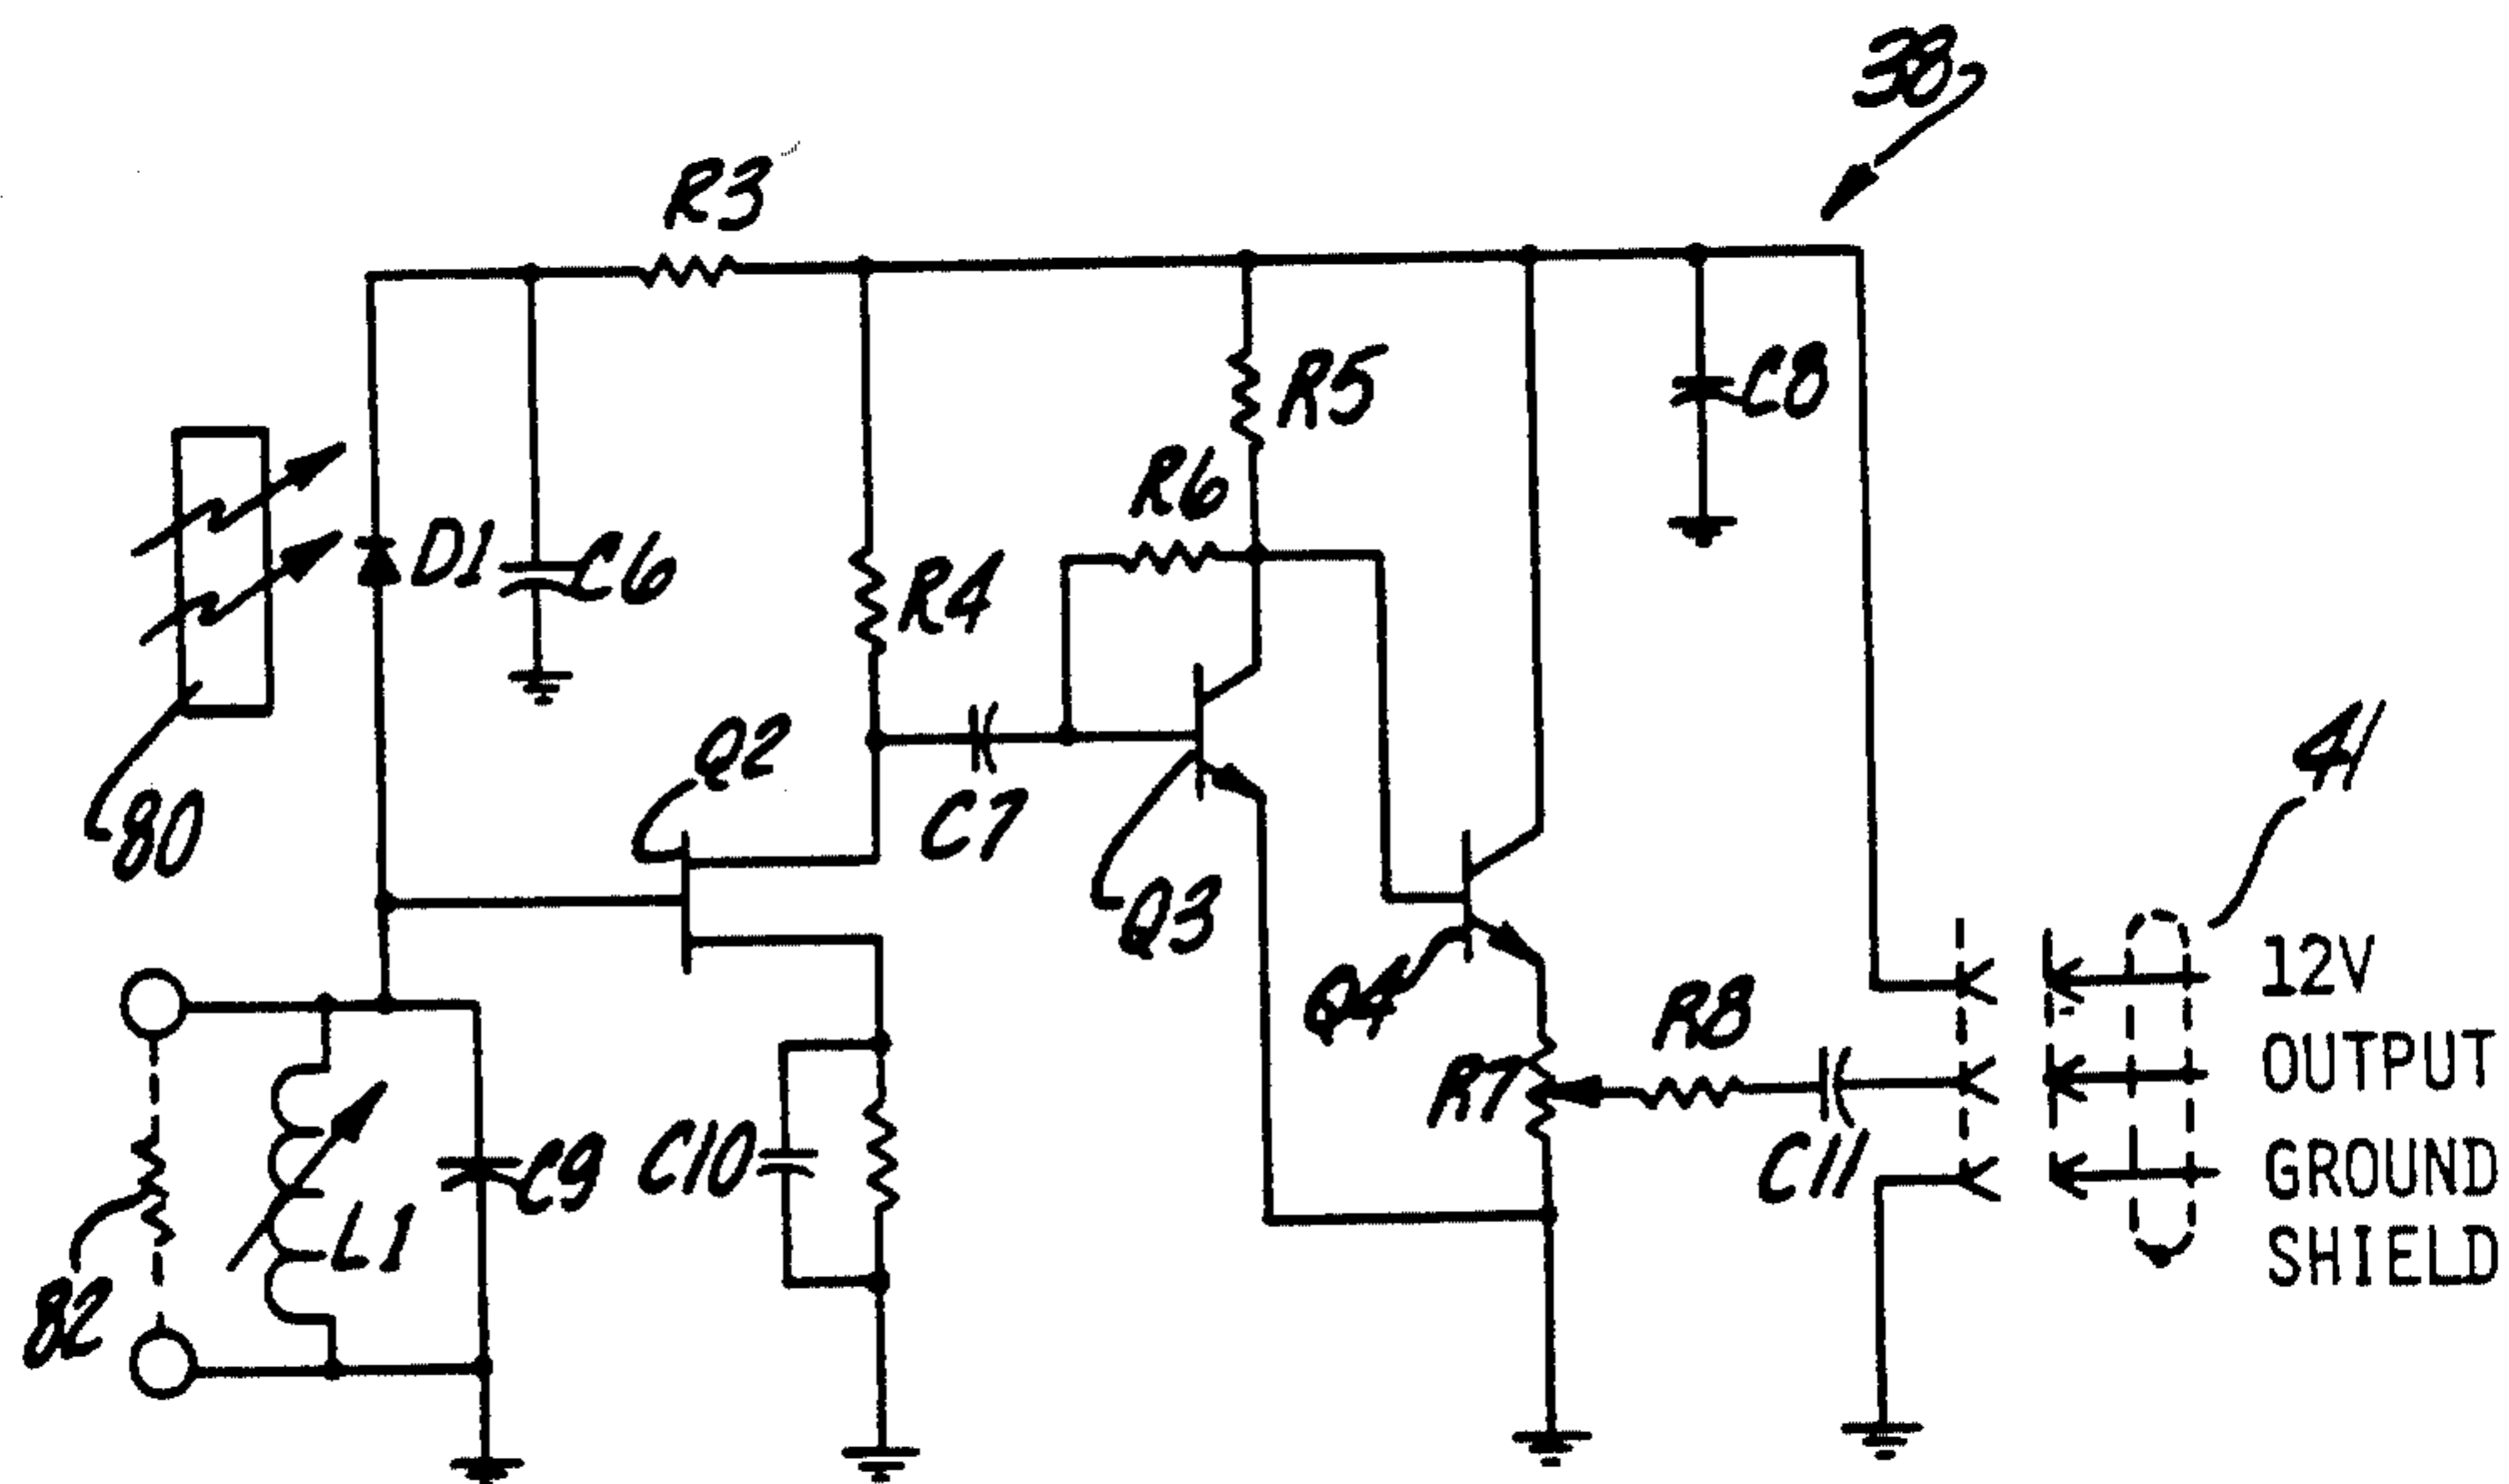 38
R3
R5
C8
R6
D1
C6
R4
80
Q2
C7
Q3
41
12V
Q4
R8
OUTPUT
R7
C10
C9
C11
GROUND
SHIELD
L1
82